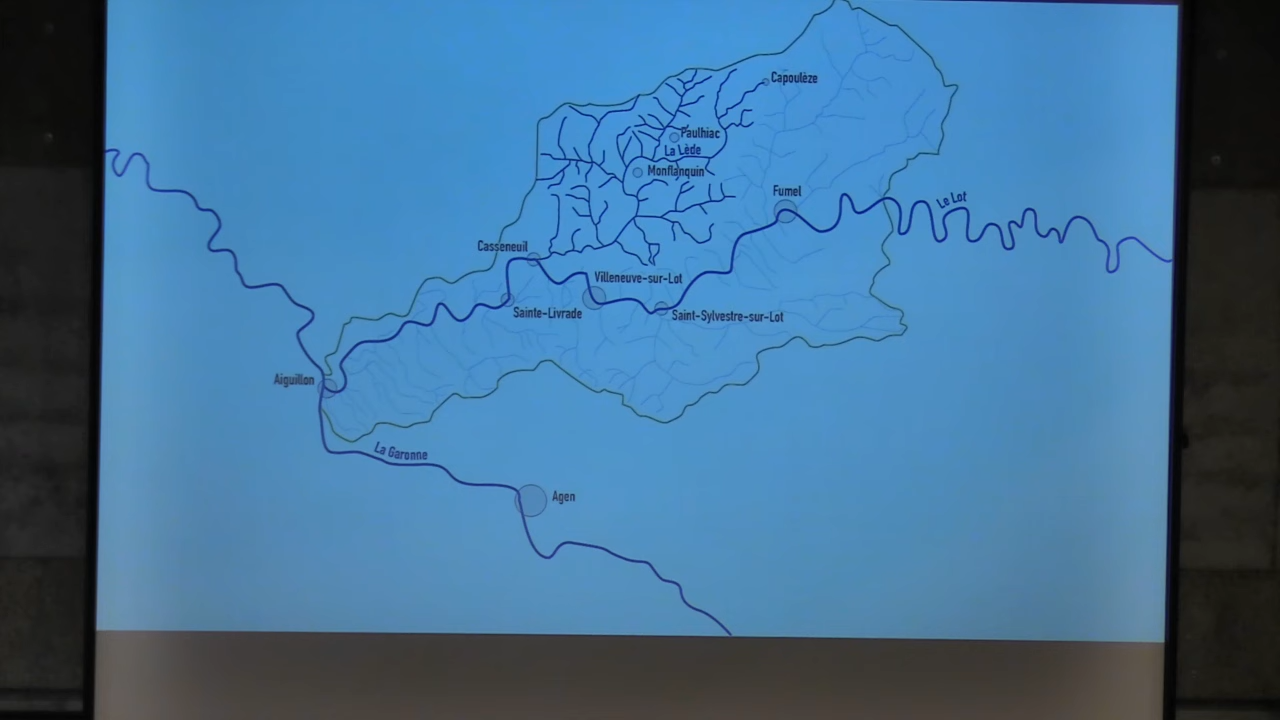 Capoulèze
Paulhiac
La Lède
Monflanquin
Fumel
Le Lot
Casseneuil
Villeneuve-sur-Lot
Sainte-Livrade
Saint-Sylvestre-sur-Lot
Aiguillon
La Garonne
Agen